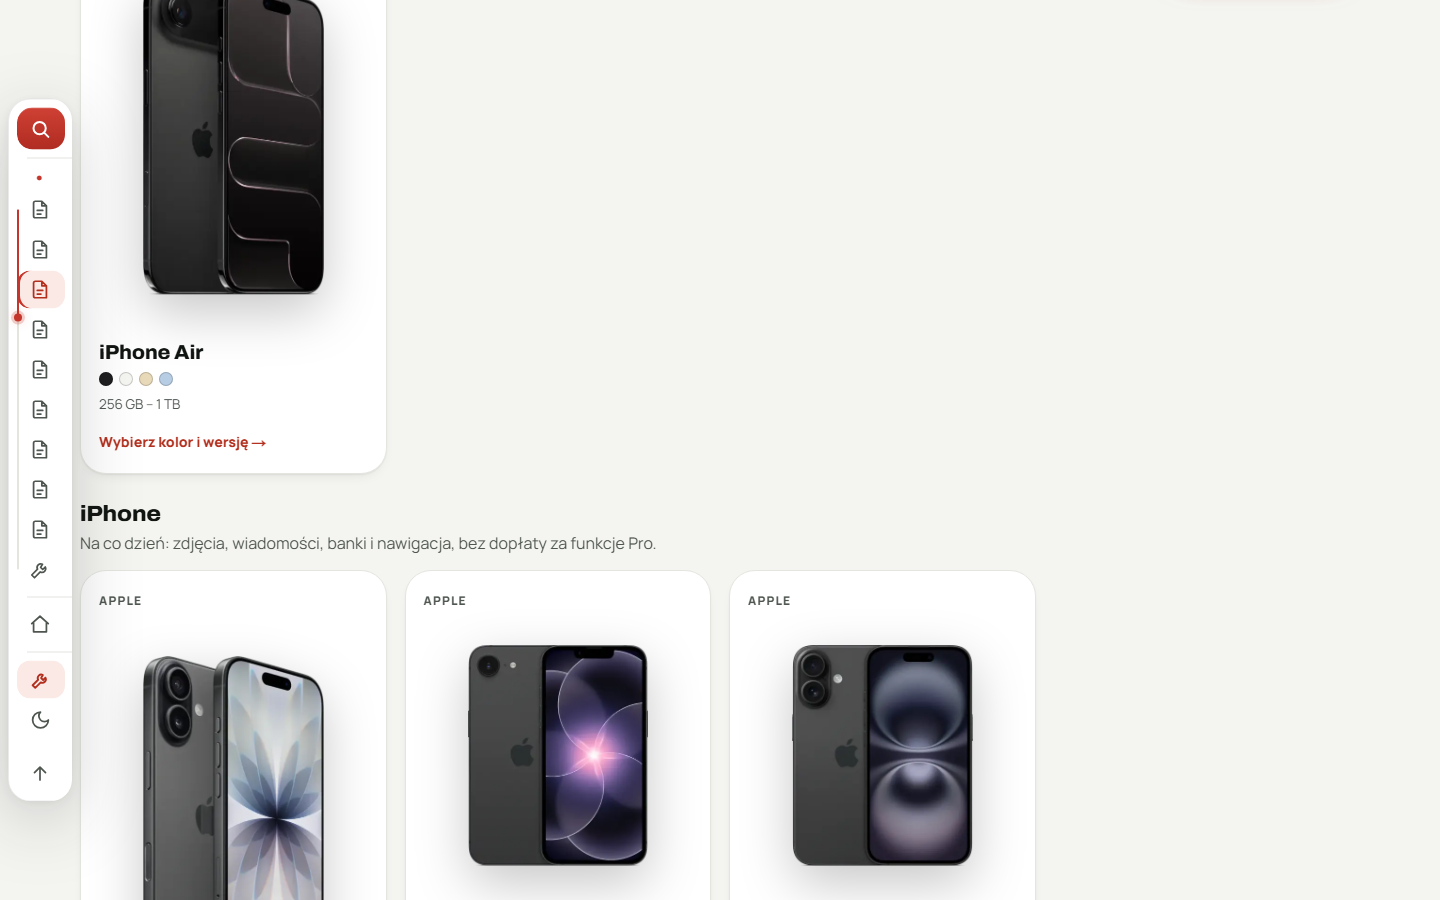 iPhone Air
256 GB – 1 TB
Wybierz kolor i wersję →
iPhone
Na co dzień: zdjęcia, wiadomości, banki i nawigacja, bez dopłaty za funkcje Pro.
APPLE
APPLE
APPLE